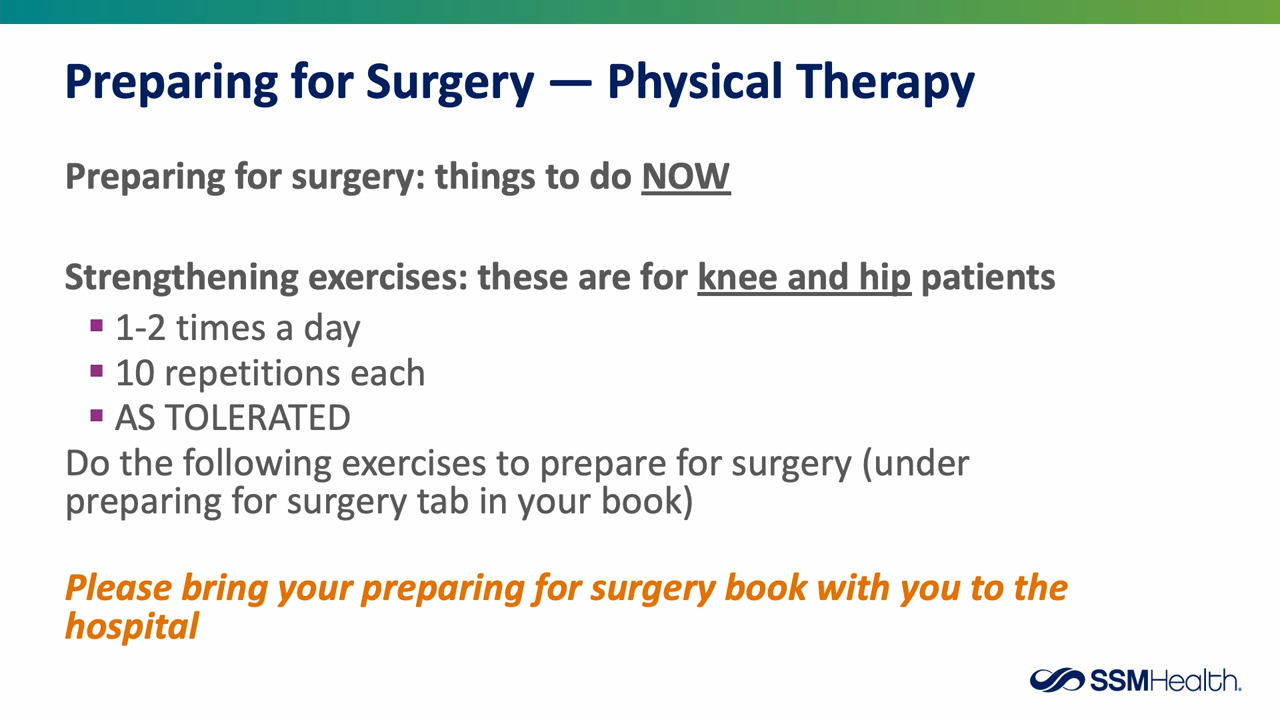 Preparing for Surgery — Physical Therapy
Preparing for surgery: things to do NOW
Strengthening exercises: these are for knee and hip patients
▪ 1-2 times a day
▪ 10 repetitions each
▪ AS TOLERATED
Do the following exercises to prepare for surgery (under
preparing for surgery tab in your book)
Please bring your preparing for surgery book with you to the
hospital
SSMHealth.